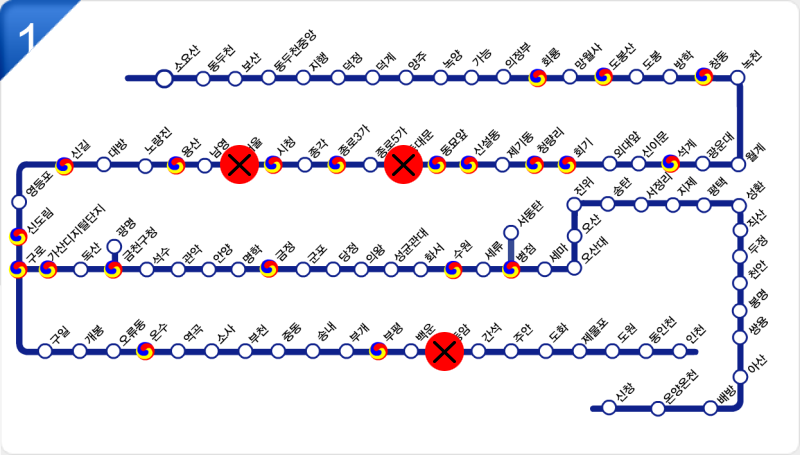 1
소요산
동두천
보산
동두천중앙
지행
덕정
덕계
양주
녹양
가능
의정부
회룡
망월사
도봉산
도봉
방학
창동
녹천
신길
대방
노량진
용산
남영
시청
종각
종로3가
종로5가
동묘앞
신설동
제기동
청량리
회기
외대앞
신이문
석계
광운대
월계
영등포
신도림
구로
가산디지털단지
독산
광명
금천구청
석수
관악
안양
명학
금정
군포
당정
의왕
성균관대
화서
수원
세류
서동탄
병점
세마
오산대
오산
진위
송탄
서정리
지제
평택
성환
직산
두정
천안
봉명
쌍용
아산
배방
온양온천
신창
구일
개봉
오류동
온수
역곡
소사
부천
중동
송내
부개
부평
백운
간석
주안
도화
제물포
도원
동인천
인천